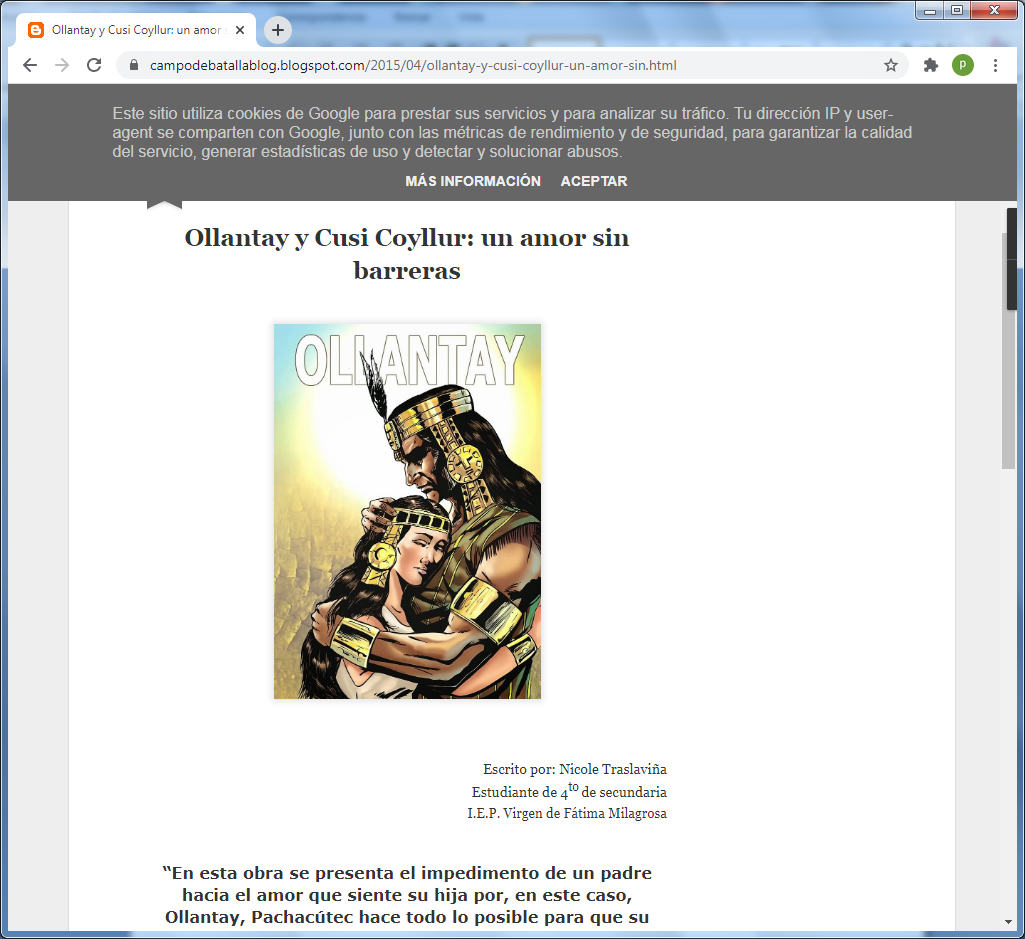 Ollantay y Cusi Coyllur: un amor
campodebatallablog.blogspot.com/2015/04/ollantay-y-cusi-coyllur-un-amor-sin.html
P
Este sitio utiliza cookies de Google para prestar sus servicios y para analizar su tráfico. Tu dirección IP y user-
agent se comparten con Google, junto con las métricas de rendimiento y de seguridad, para garantizar la calidad
del servicio, generar estadísticas de uso y detectar y solucionar abusos.
MÁS INFORMACIÓN ACEPTAR
Ollantay y Cusi Coyllur: un amor sin
barreras
OLLANTAY
Escrito por: Nicole Traslaviña
Estudiante de 4to de secundaria
I.E.P. Virgen de Fátima Milagrosa
“En esta obra se presenta el impedimento de un padre
hacia el amor que siente su hija por, en este caso,
Ollantay, Pachacútec hace todo lo posible para que su